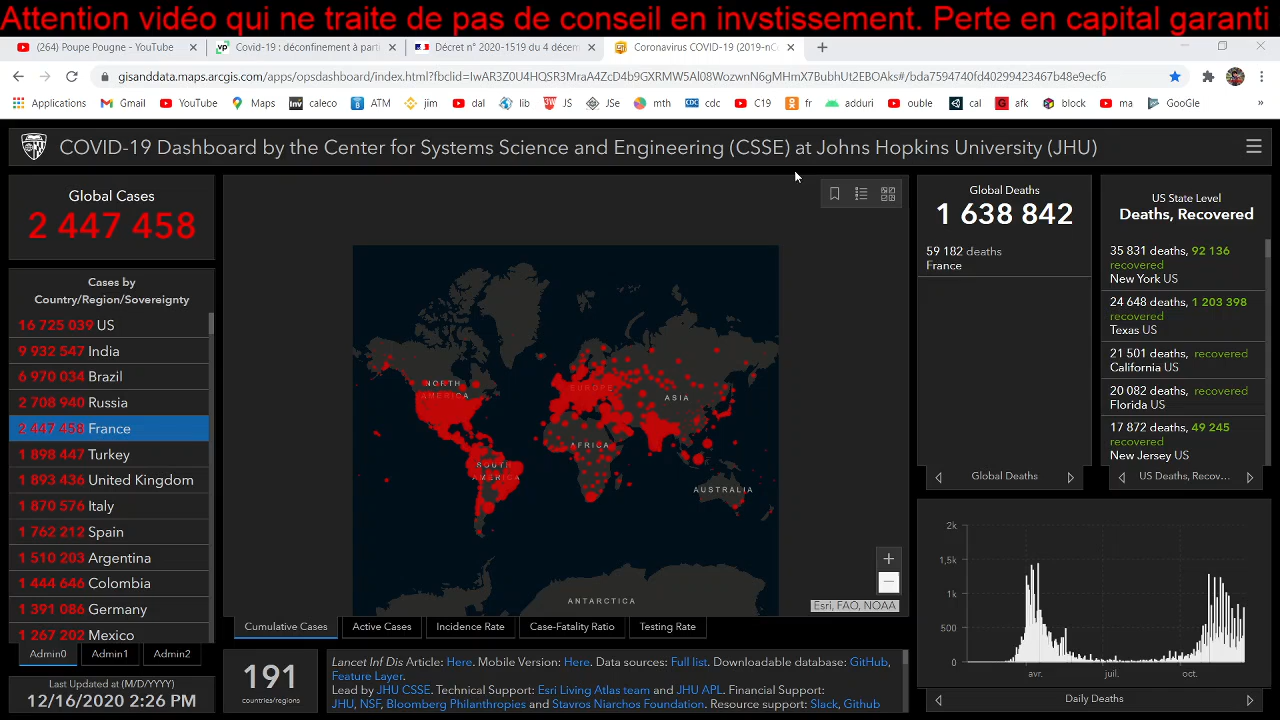 Attention vidéo qui ne traite de pas de conseil en invstissement. Perte en capital garanti
(264) Poupe Pougne - YouTube
Covid-19 : déconfinement à parti
Décret n° 2020-1519 du 4 décem
Coronavirus COVID-19 (2019-nC
gisanddata.maps.arcgis.com/apps/opsdashboard/index.html?fbclid=IwAR3Z0U4HQSR3MraA4ZcD4b9GXRMW5Al08WozwnN6gMHmX7BubhUt2EBOAks#/bda7594740fd40299423467b48e9ecf6
Applications
Gmail
YouTube
Maps
caleco
ATM
jim
dal
lib
JS
JSe
mth
cdc
C19
fr
adduri
ouble
cal
afk
block
ma
GooGle
»
COVID-19 Dashboard by the Center for Systems Science and Engineering (CSSE) at Johns Hopkins University (JHU)
Global Cases
2 447 458
Cases by
Country/Region/Sovereignty
16 725 039 US
9 932 547 India
6 970 034 Brazil
2 708 940 Russia
2 447 458 France
1 898 447 Turkey
1 893 436 United Kingdom
1 870 576 Italy
1 762 212 Spain
1 510 203 Argentina
1 444 646 Colombia
1 391 086 Germany
1 267 202 Mexico
Admin0
Admin1
Admin2
Last Updated at (M/D/YYYY)
12/16/2020 2:26 PM
NORTH
AMERICA
EUROPE
ASIA
AFRICA
SOUTH
AMERICA
AUSTRALIA
ANTARCTICA
Esri, FAO, NOAA
Cumulative Cases
Active Cases
Incidence Rate
Case-Fatality Ratio
Testing Rate
191
countries/regions
Lancet Inf Dis Article: Here. Mobile Version: Here. Data sources: Full list. Downloadable database: GitHub,
Feature Layer.
Lead by JHU CSSE. Technical Support: Esri Living Atlas team and JHU APL. Financial Support:
JHU, NSF, Bloomberg Philanthropies and Stavros Niarchos Foundation. Resource support: Slack, Github
Global Deaths
1 638 842
59 182 deaths
France
Global Deaths
US State Level
Deaths, Recovered
35 831 deaths, 92 136
recovered
New York US
24 648 deaths, 1 203 398
recovered
Texas US
21 501 deaths, recovered
California US
20 082 deaths, recovered
Florida US
17 872 deaths, 49 245
recovered
New Jersey US
US Deaths, Recov...
2k
1,5k
1k
500
0
avr.
juil.
oct.
Daily Deaths